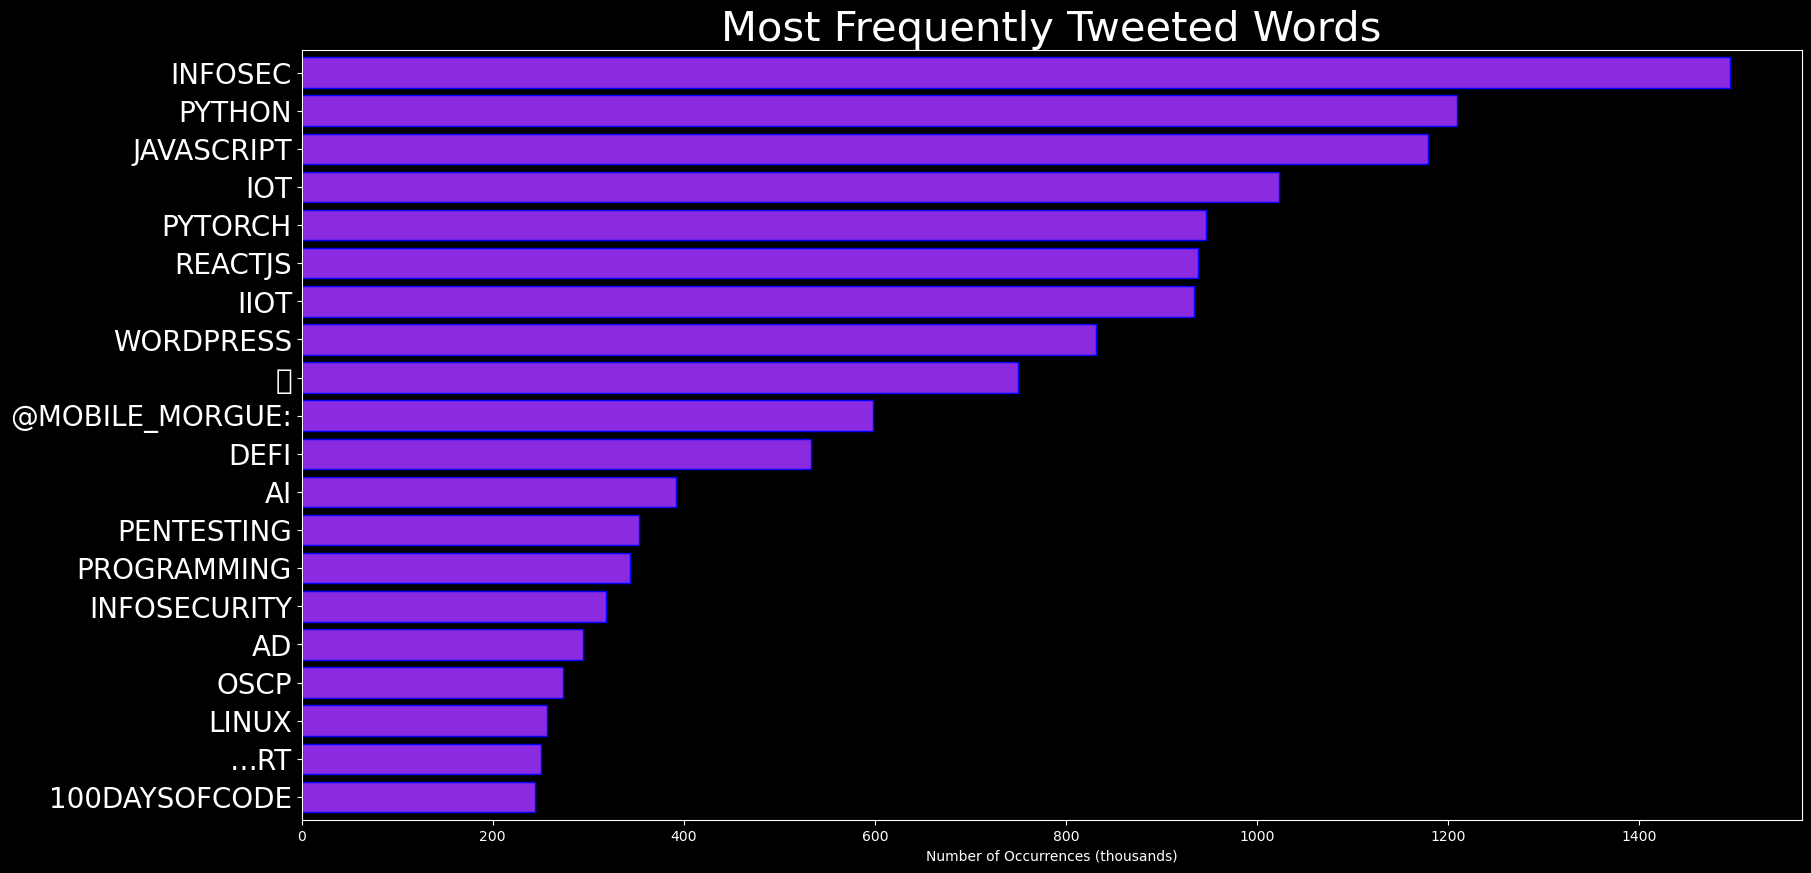 Most Frequently Tweeted Words
INFOSEC
PYTHON
JAVASCRIPT
IOT
PYTORCH
REACTJS
IIOT
WORDPRESS
@MOBILE_MORGUE:
DEFI
AI
PENTESTING
PROGRAMMING
INFOSECURITY
AD
OSCP
LINUX
…RT
100DAYSOFCODE
0 200 400 600 800 1000 1200 1400
Number of Occurrences (thousands)